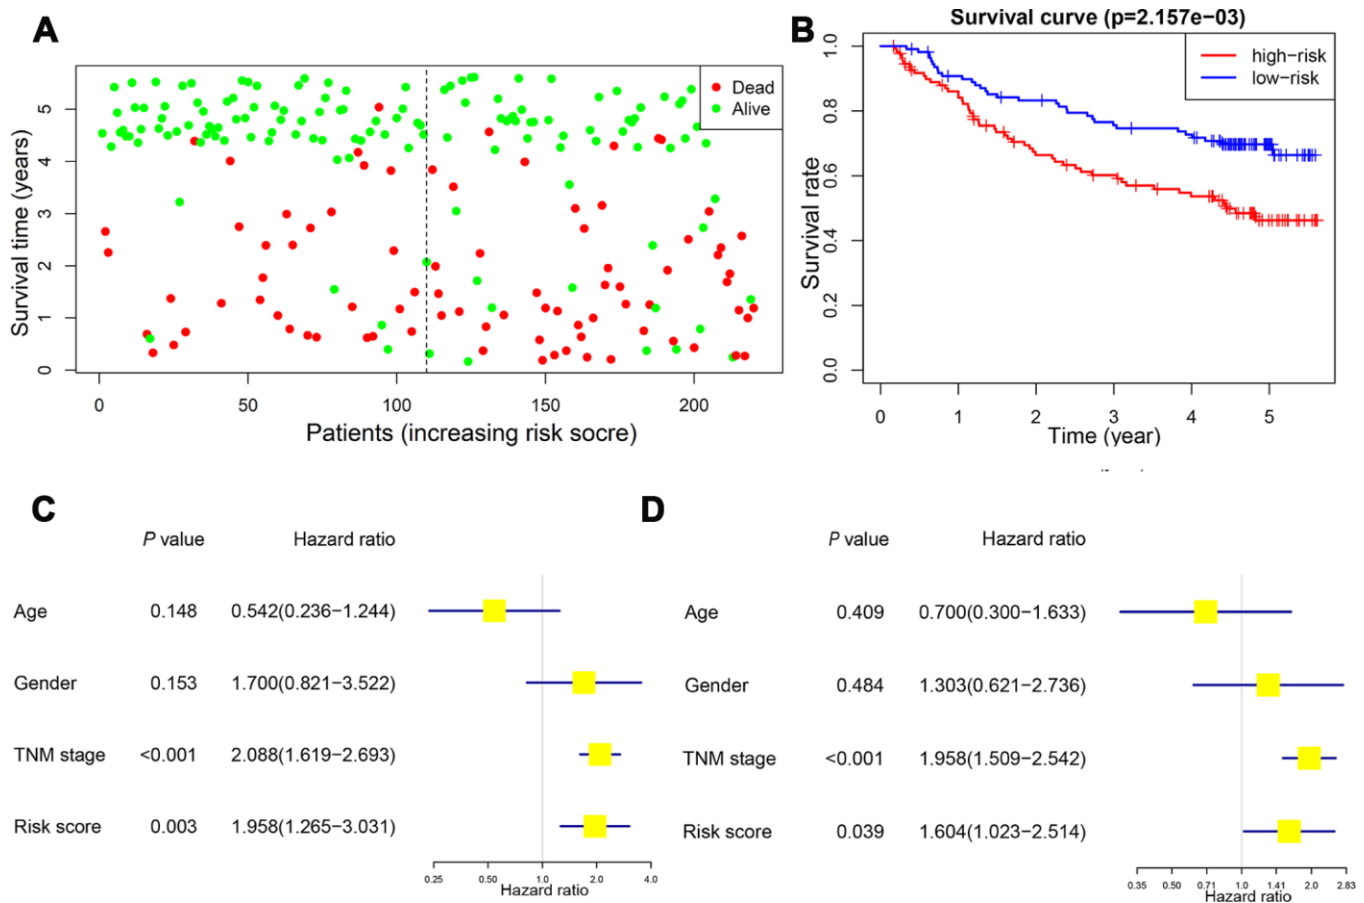 A
Dead
Alive
Survival time (years)
0
1
2
3
4
5
0
50
100
150
200
Patients (increasing risk socre)
B
Survival curve (p=2.157e−03)
high−risk
low−risk
Survival rate
0.0
0.2
0.4
0.6
0.8
1.0
0
1
2
3
4
5
Time (year)
C
P value Hazard ratio
Age 0.148 0.542(0.236−1.244)
Gender 0.153 1.700(0.821−3.522)
TNM stage <0.001 2.088(1.619−2.693)
Risk score 0.003 1.958(1.265−3.031)
0.25 0.50 1.0 2.0 4.0
Hazard ratio
D
P value Hazard ratio
Age 0.409 0.700(0.300−1.633)
Gender 0.484 1.303(0.621−2.736)
TNM stage <0.001 1.958(1.509−2.542)
Risk score 0.039 1.604(1.023−2.514)
0.35 0.50 0.71 1.0 1.41 2.0 2.83
Hazard ratio